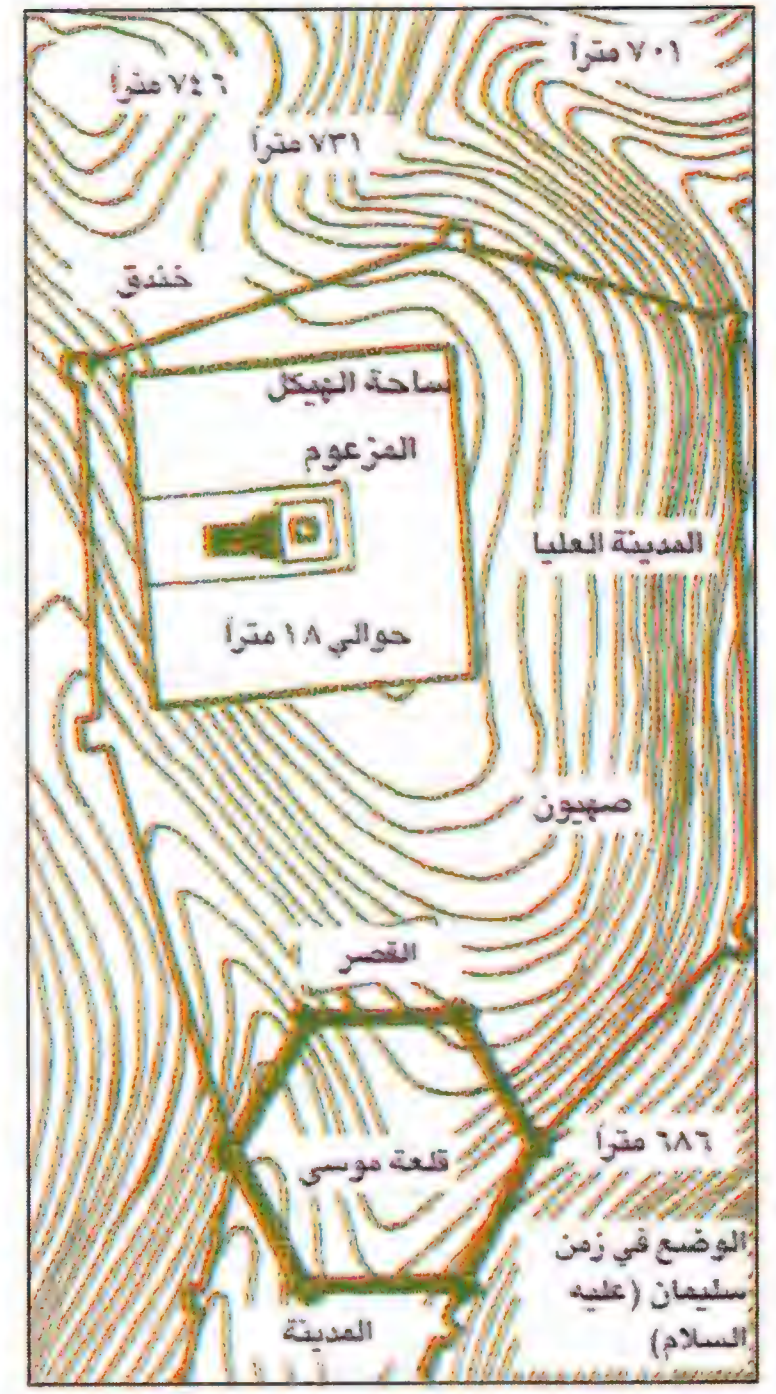 ٧٠١ متراً
٧٤٦ متراً
٧٣١ متراً
خندق
ساحة الهيكل
المزعوم
المدينة العليا
حوالي ١٨ متراً
صهيون
القصر
٦٨٦ متراً
قلعة موسى
الوضع في زمن
سليمان (عليه
السلام)
المدينة